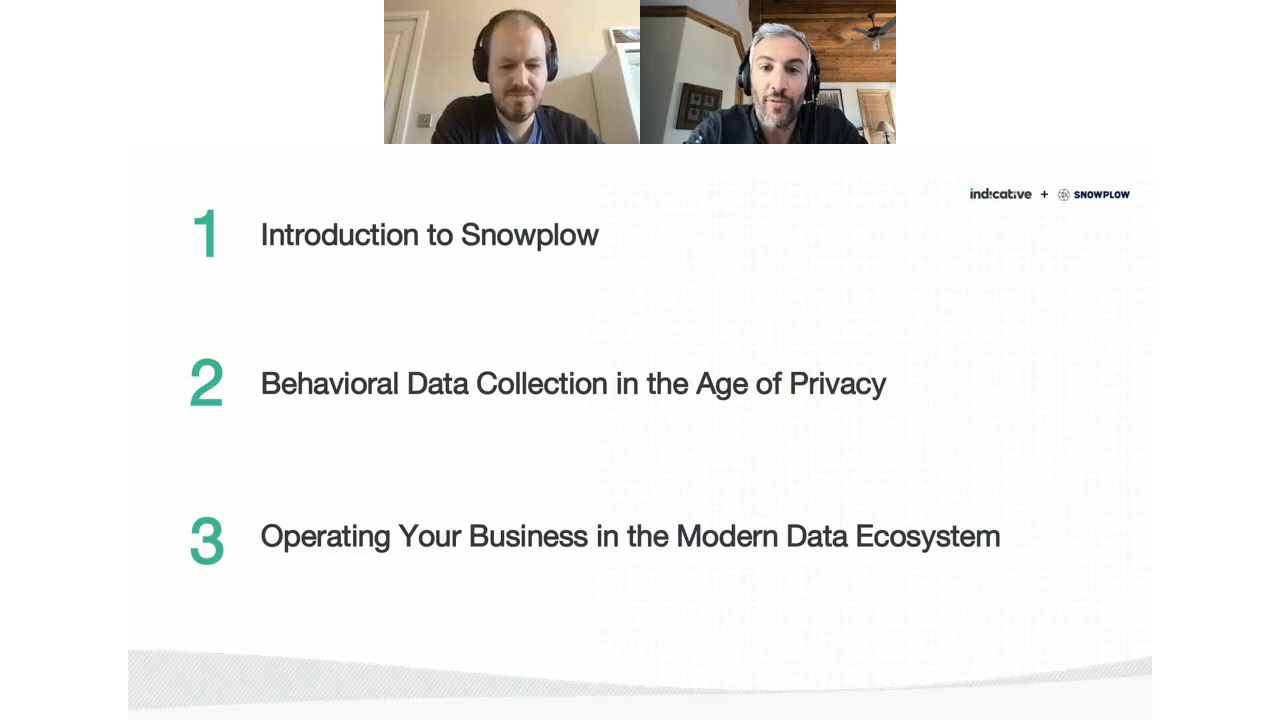 indicative + SNOWPLOW
1 Introduction to Snowplow
2 Behavioral Data Collection in the Age of Privacy
3 Operating Your Business in the Modern Data Ecosystem